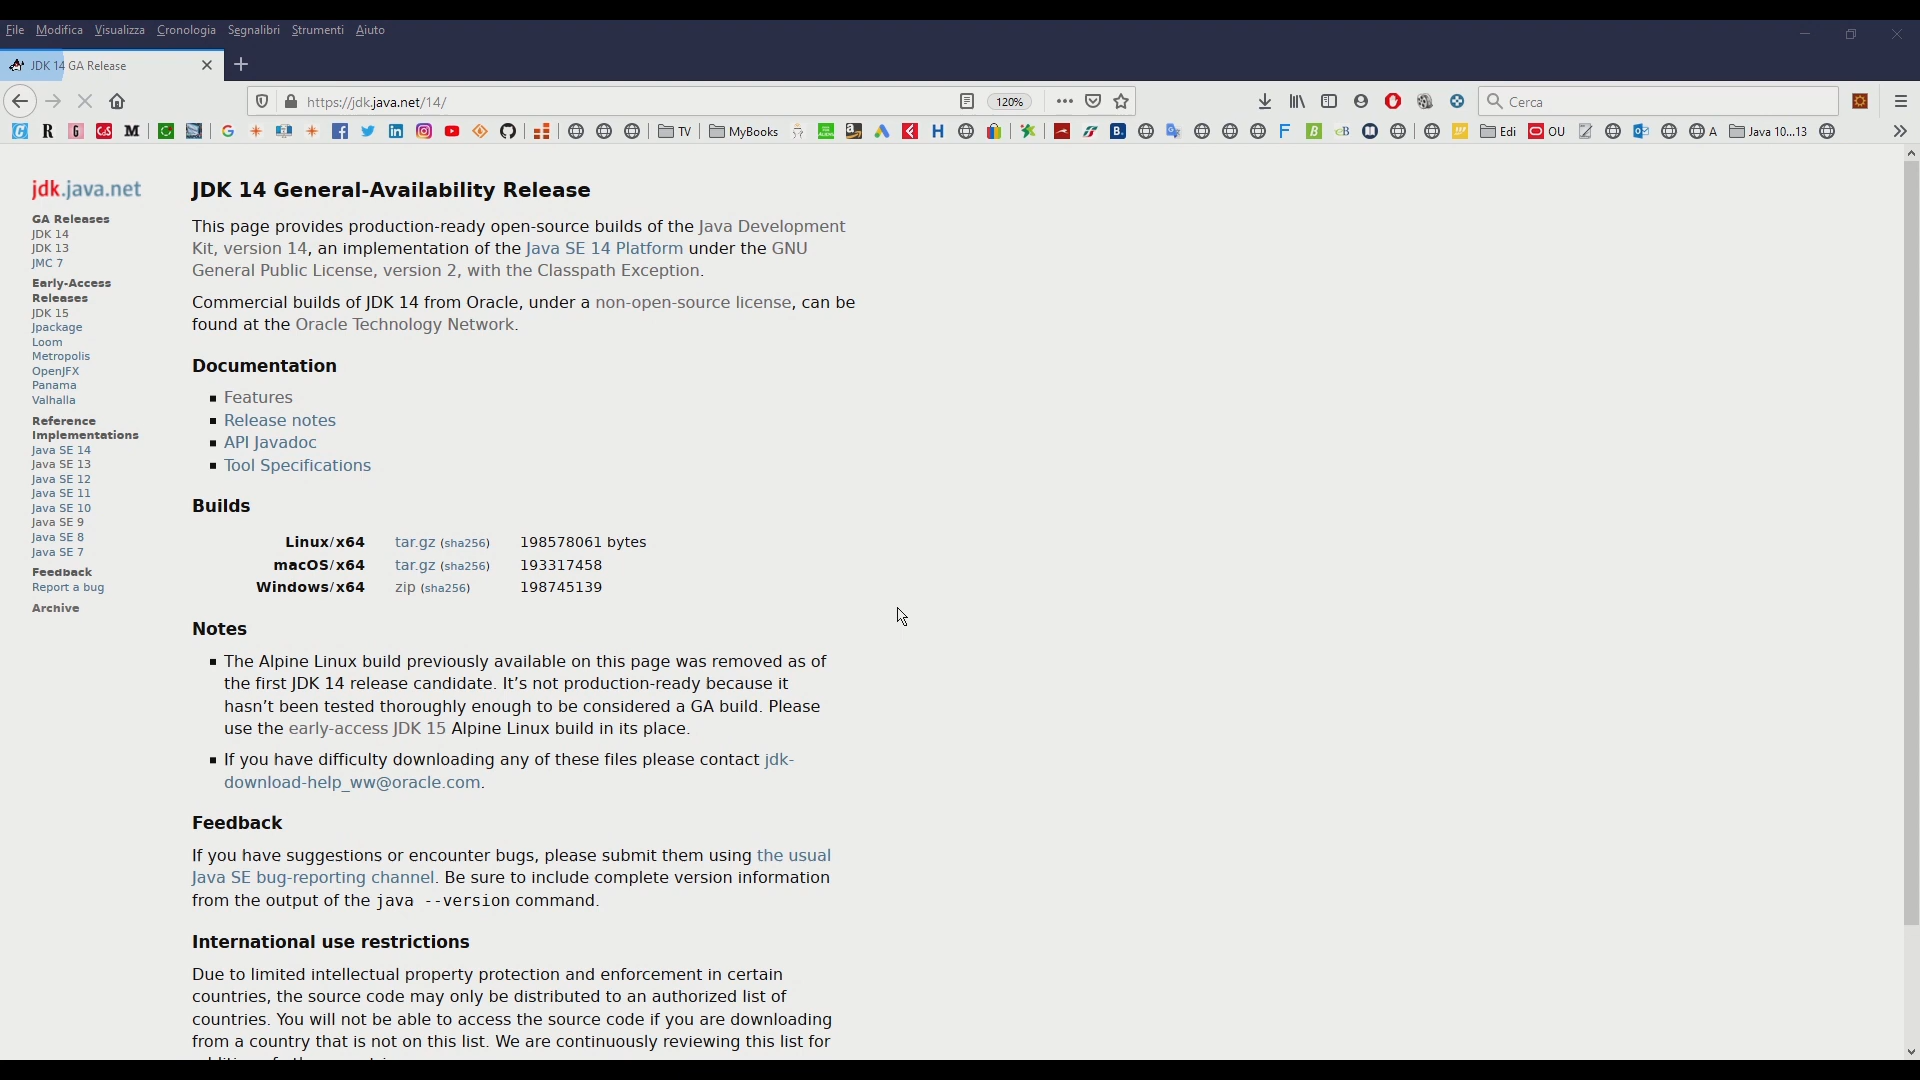 File Modifica Visualizza Cronologia Segnalibri Strumenti Aiuto
JDK 14 GA Release
https://jdk.java.net/14/ 120% Cerca
TV MyBooks Edi OU A Java 10...13
jdk.java.net
GA Releases
JDK 14
JDK 13
JMC 7
Early-Access
Releases
JDK 15
Jpackage
Loom
Metropolis
OpenJFX
Panama
Valhalla
Reference
Implementations
Java SE 14
Java SE 13
Java SE 12
Java SE 11
Java SE 10
Java SE 9
Java SE 8
Java SE 7
Feedback
Report a bug
Archive
JDK 14 General-Availability Release
This page provides production-ready open-source builds of the Java Development
Kit, version 14, an implementation of the Java SE 14 Platform under the GNU
General Public License, version 2, with the Classpath Exception.
Commercial builds of JDK 14 from Oracle, under a non-open-source license, can be
found at the Oracle Technology Network.
Documentation
Features
Release notes
API Javadoc
Tool Specifications
Builds
Linux/x64 tar.gz (sha256) 198578061 bytes
macOS/x64 tar.gz (sha256) 193317458
Windows/x64 zip (sha256) 198745139
Notes
The Alpine Linux build previously available on this page was removed as of
the first JDK 14 release candidate. It’s not production-ready because it
hasn’t been tested thoroughly enough to be considered a GA build. Please
use the early-access JDK 15 Alpine Linux build in its place.
If you have difficulty downloading any of these files please contact jdk-
download-help_ww@oracle.com.
Feedback
If you have suggestions or encounter bugs, please submit them using the usual
Java SE bug-reporting channel. Be sure to include complete version information
from the output of the java --version command.
International use restrictions
Due to limited intellectual property protection and enforcement in certain
countries, the source code may only be distributed to an authorized list of
countries. You will not be able to access the source code if you are downloading
from a country that is not on this list. We are continuously reviewing this list for